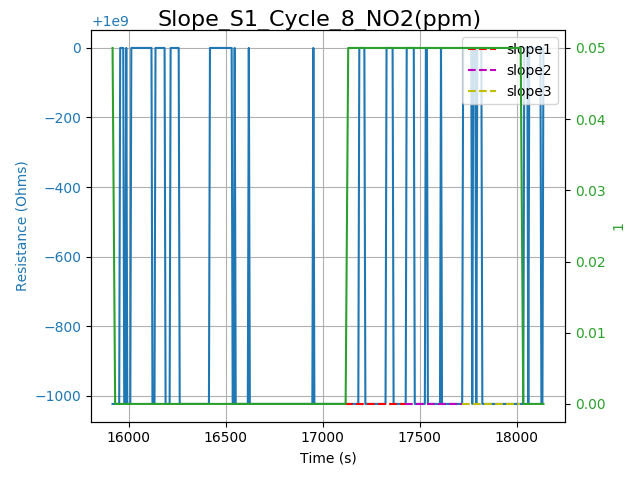 Slope_S1_Cycle_8_NO2(ppm)
+1e9
0
−200
−400
−600
−800
−1000
Resistance (Ohms)
16000
16500
17000
17500
18000
Time (s)
0.05
0.04
0.03
0.02
0.01
0.00
1
slope1
slope2
slope3